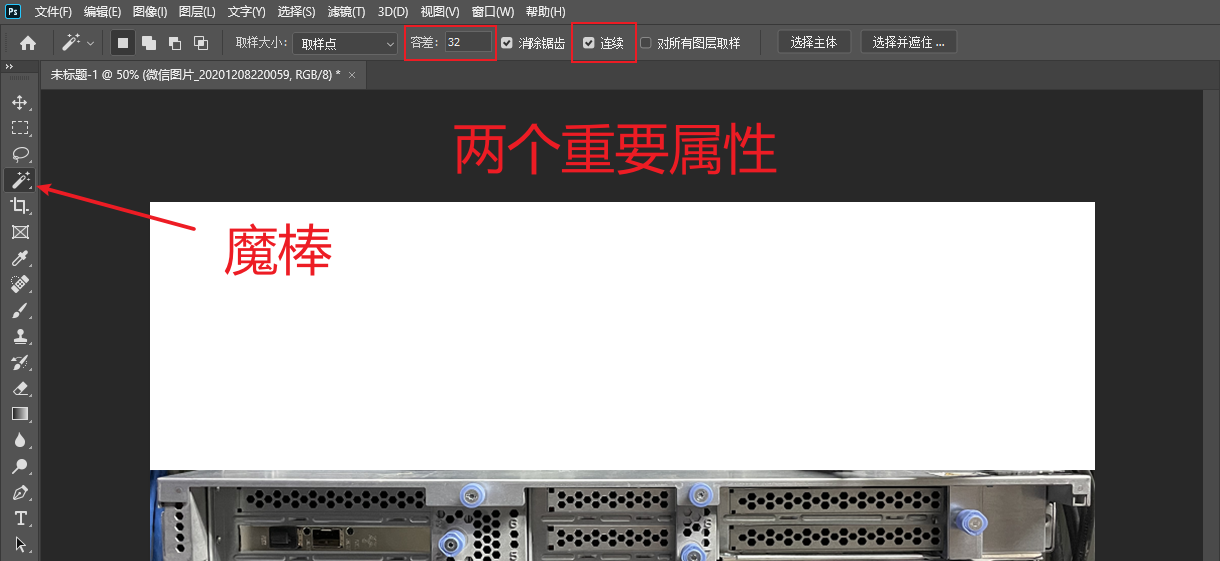 Ps 文件(F) 编辑(E) 图像(I) 图层(L) 文字(Y) 选择(S) 滤镜(T) 3D(D) 视图(V) 窗口(W) 帮助(H)
取样大小: 取样点 容差: 32 消除锯齿 连续 对所有图层取样 选择主体 选择并遮住 ...
未标题-1 @ 50% (微信图片_20201208220059, RGB/8) * ×
两个重要属性
魔棒